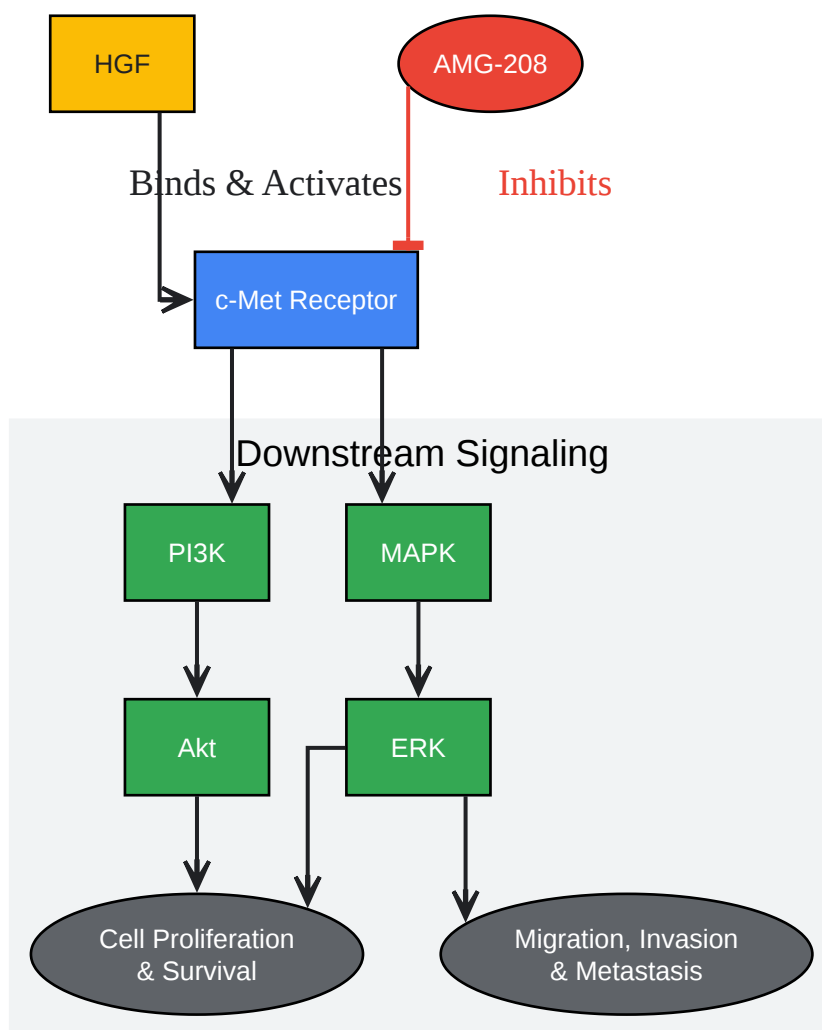 HGF
AMG-208
Binds & Activates
Inhibits
c-Met Receptor
Downstream Signaling
PI3K
MAPK
Akt
ERK
Cell Proliferation
& Survival
Migration, Invasion
& Metastasis